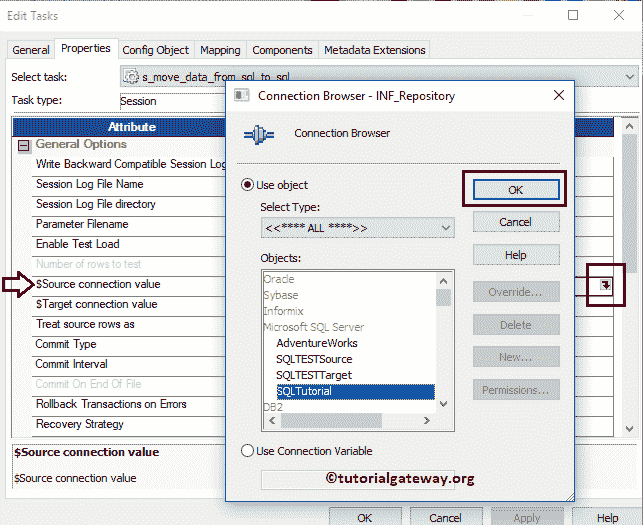 Edit Tasks
General Properties Config Object Mapping Components Metadata Extensions
Select task: s_move_data_from_sql_to_sql
Task type: Session
Attribute
General Options
Write Backward Compatible Session Log
Session Log File Name
Session Log File directory
Parameter Filename
Enable Test Load
Number of rows to test
$Source connection value
$Target connection value
Treat source rows as
Commit Type
Commit Interval
Commit On End Of File
Rollback Transactions on Errors
Recovery Strategy
$Source connection value
$Source connection value
OK Cancel Apply Help
Connection Browser - INF_Repository
Connection Browser
Use object
Select Type:
<<**** ALL ****>>
Objects:
Oracle
Sybase
Informix
Microsoft SQL Server
AdventureWorks
SQLTESTSource
SQLTESTTarget
SQLTutorial
DB2
Use Connection Variable
OK
Cancel
Help
Override...
Delete
New...
Permissions...
©tutorialgateway.org